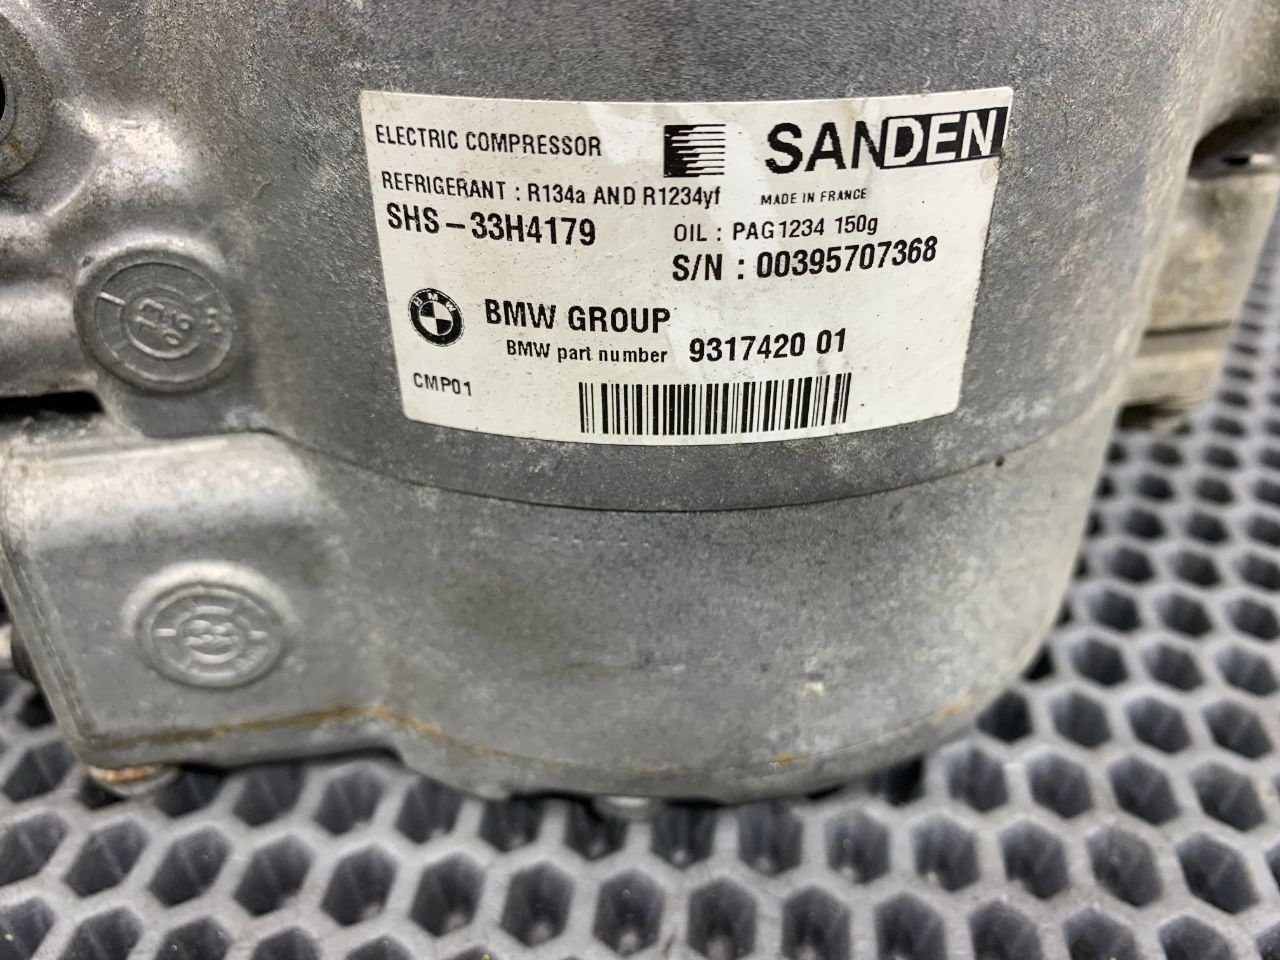 ELECTRIC COMPRESSOR
SANDEN
REFRIGERANT : R134a AND R1234yf
MADE IN FRANCE
SHS-33H4179
OIL : PAG1234 150g
S/N : 00395707368
BMW
BMW GROUP
BMW part number 9317420 01
CMP01